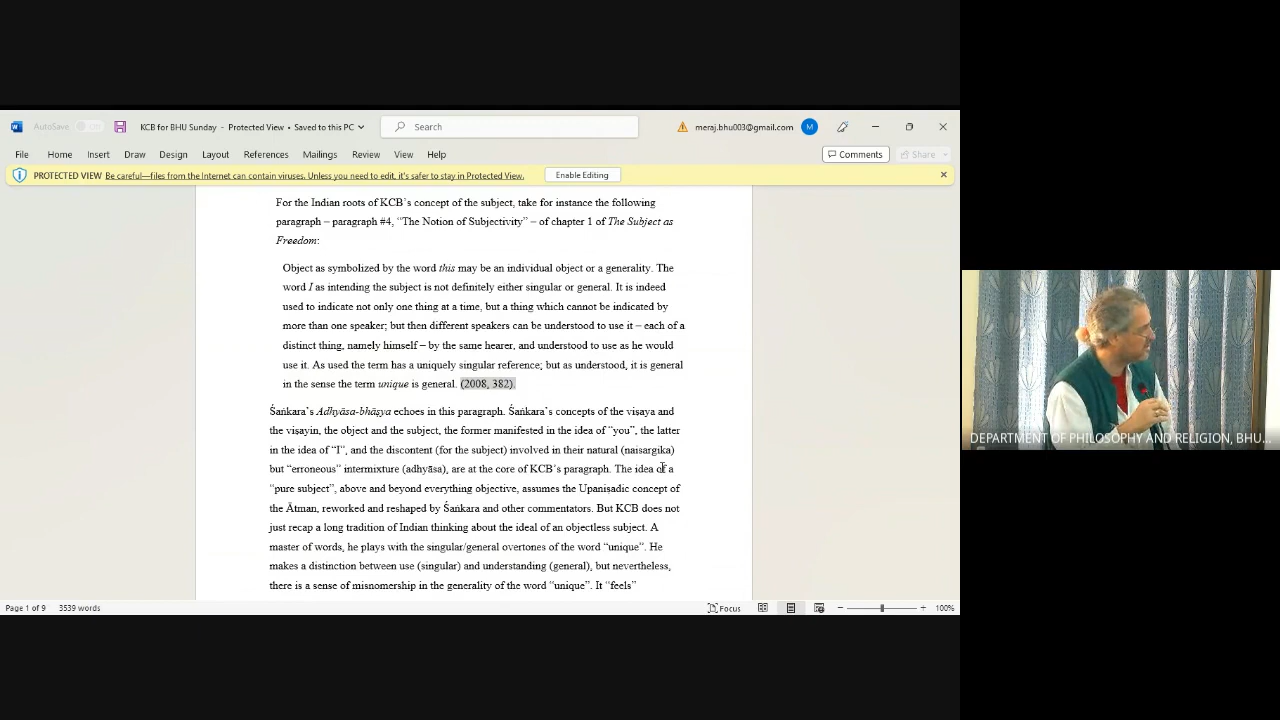 AutoSave
KCB for BHU Sunday - Protected View • Saved to this PC
Search
meraj.bhu003@gmail.com
M
File Home Insert Draw Design Layout References Mailings Review View Help
Comments
Share
PROTECTED VIEW Be careful—files from the Internet can contain viruses. Unless you need to edit, it's safer to stay in Protected View.
Enable Editing
For the Indian roots of KCB's concept of the subject, take for instance the following
paragraph – paragraph #4, “The Notion of Subjectivity” – of chapter 1 of The Subject as
Freedom:
Object as symbolized by the word this may be an individual object or a generality. The
word I as intending the subject is not definitely either singular or general. It is indeed
used to indicate not only one thing at a time, but a thing which cannot be indicated by
more than one speaker; but then different speakers can be understood to use it – each of a
distinct thing, namely himself – by the same hearer, and understood to use as he would
use it. As used the term has a uniquely singular reference; but as understood, it is general
in the sense the term unique is general. (2008, 382).
Śaṅkara's Adhyāsa-bhāṣya echoes in this paragraph. Śaṅkara's concepts of the viṣaya and
the viṣayin, the object and the subject, the former manifested in the idea of “you”, the latter
in the idea of “I”, and the discontent (for the subject) involved in their natural (naisargika)
but “erroneous” intermixture (adhyāsa), are at the core of KCB's paragraph. The idea of a
“pure subject”, above and beyond everything objective, assumes the Upaniṣadic concept of
the Ātman, reworked and reshaped by Śaṅkara and other commentators. But KCB does not
just recap a long tradition of Indian thinking about the ideal of an objectless subject. A
master of words, he plays with the singular/general overtones of the word “unique”. He
makes a distinction between use (singular) and understanding (general), but nevertheless,
there is a sense of misnomership in the generality of the word “unique”. It “feels”
Page 1 of 9 3539 words
Focus
100%
DEPARTMENT OF PHILOSOPHY AND RELIGION, BHU...